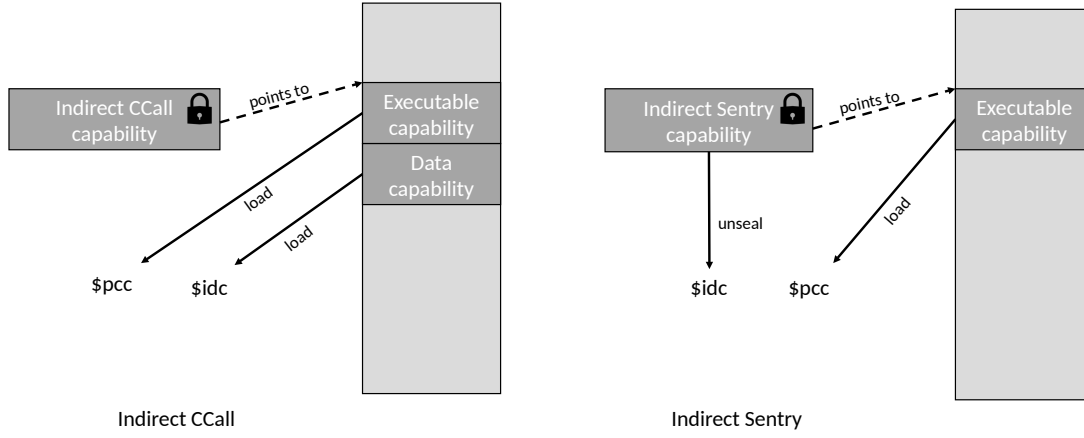 Indirect CCall
capability
points to
Executable
capability
Data
capability
load
load
$pcc
$idc
Indirect CCall
Indirect Sentry
capability
points to
Executable
capability
unseal
load
$idc
$pcc
Indirect Sentry